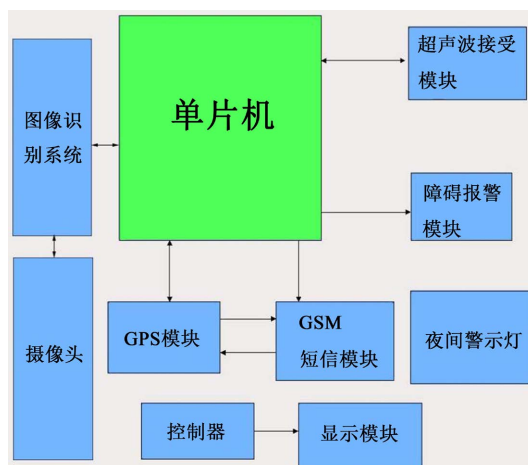 单片机
超声波接受
模块
图像识
别系统
障碍报警
模块
摄像头
GPS模块
GSM
短信模块
夜间警示灯
控制器
显示模块